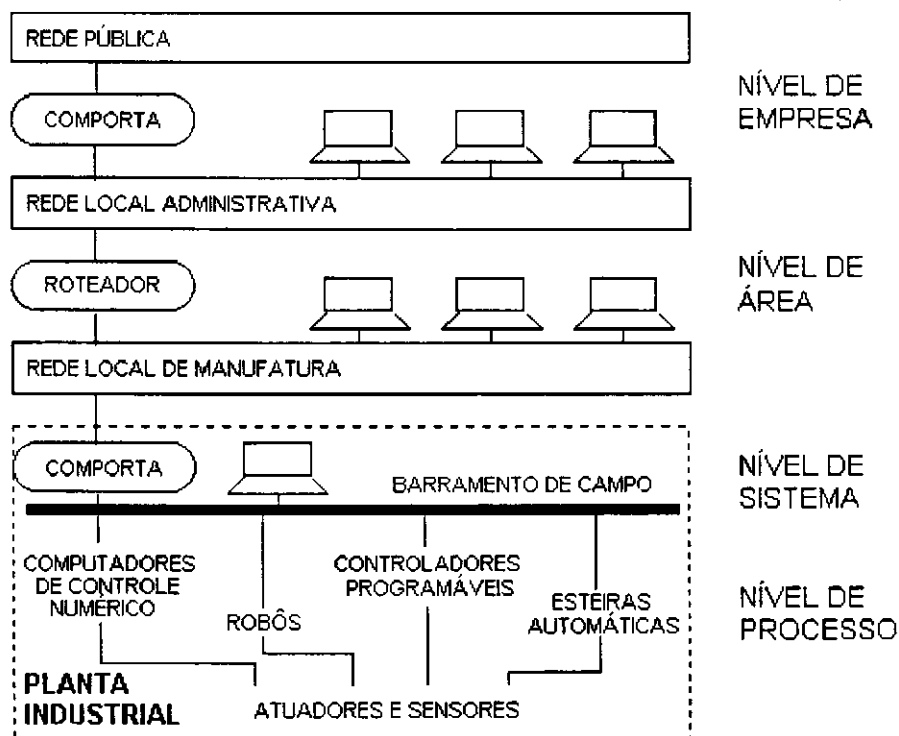 REDE PÚBLICA
NÍVEL DE
EMPRESA
COMPORTA
REDE LOCAL ADMINISTRATIVA
NÍVEL DE
ÁREA
ROTEADOR
REDE LOCAL DE MANUFATURA
NÍVEL DE
SISTEMA
COMPORTA
BARRAMENTO DE CAMPO
COMPUTADORES
DE CONTROLE
NUMÉRICO
ROBÔS
CONTROLADORES
PROGRAMÁVEIS
ESTEIRAS
AUTOMÁTICAS
NÍVEL DE
PROCESSO
PLANTA
INDUSTRIAL
ATUADORES E SENSORES